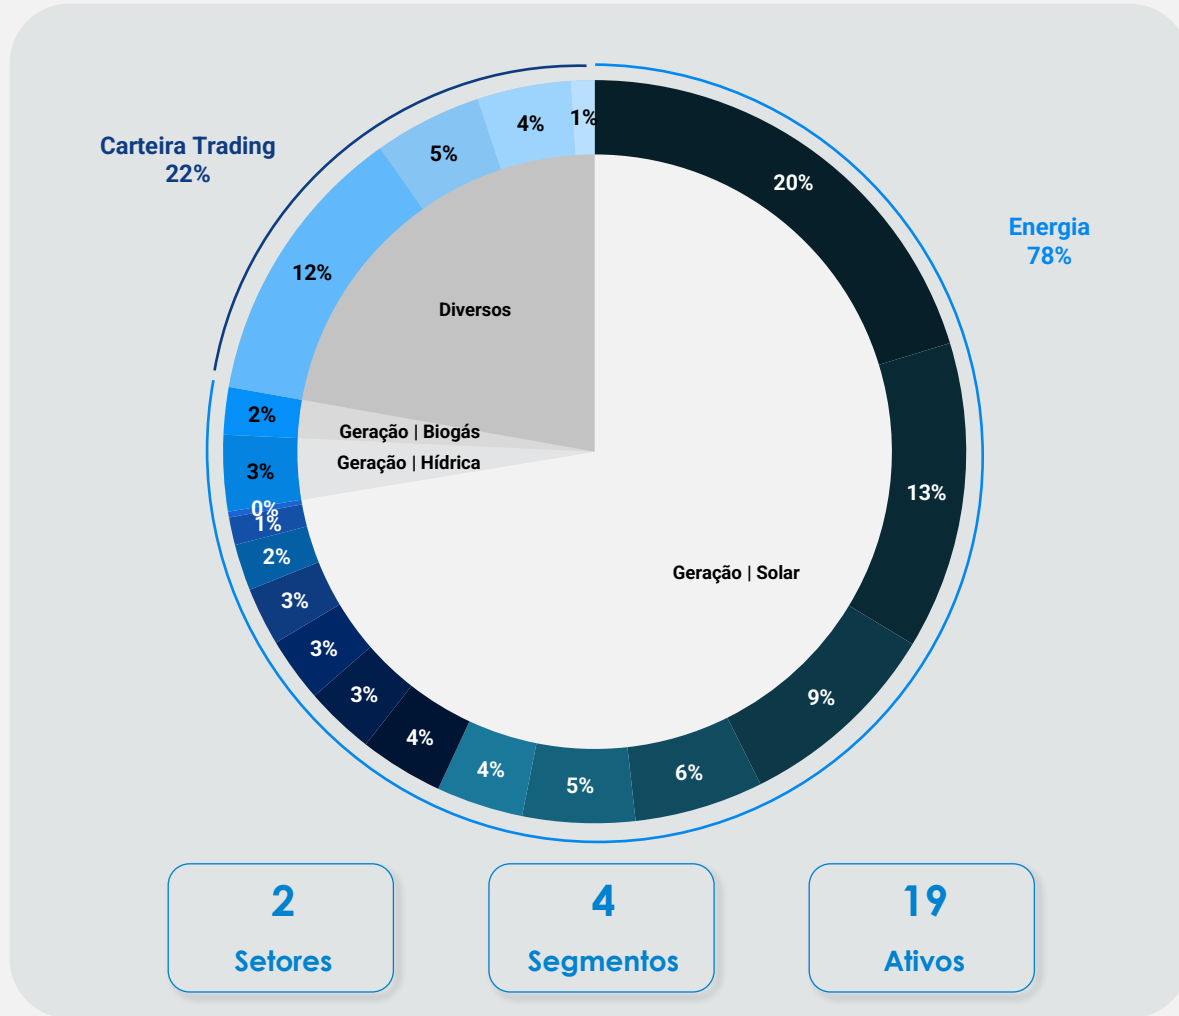 1%
4%
5%
20%
Carteira Trading
22%
Energia
78%
12%
Diversos
2%
Geração | Biogás
Geração | Hídrica
3%
0%
1%
13%
2%
Geração | Solar
3%
3%
3%
9%
4%
4%
5%
6%
2
Setores
4
Segmentos
19
Ativos